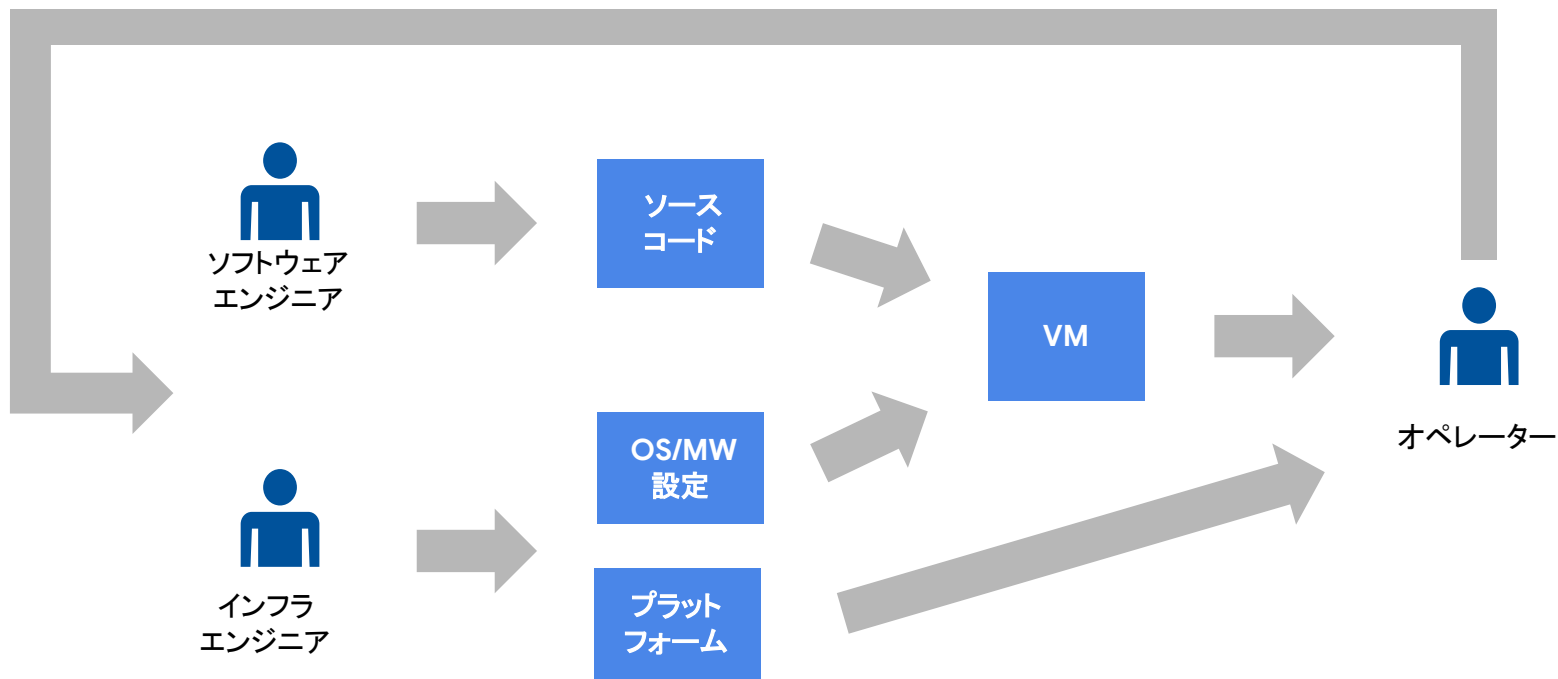 ソフトウェア
エンジニア
ソース
コード
VM
オペレーター
OS/MW
設定
インフラ
エンジニア
プラット
フォーム